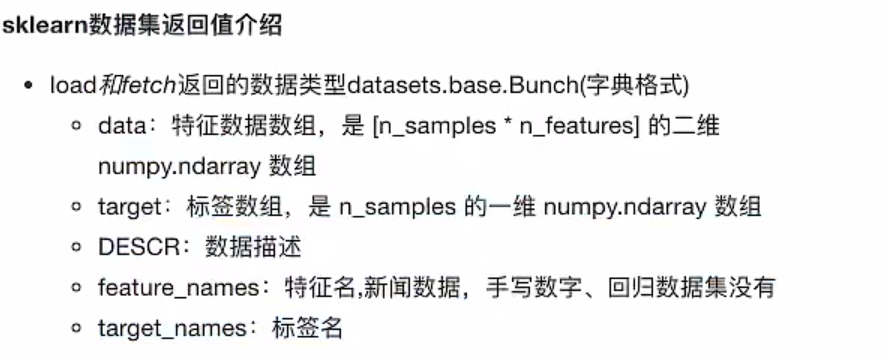 sklearn数据集返回值介绍
load和fetch返回的数据类型datasets.base.Bunch(字典格式)
data：特征数据数组，是 [n_samples * n_features] 的二维
numpy.ndarray 数组
target：标签数组，是 n_samples 的一维 numpy.ndarray 数组
DESCR：数据描述
feature_names：特征名,新闻数据，手写数字、回归数据集没有
target_names：标签名